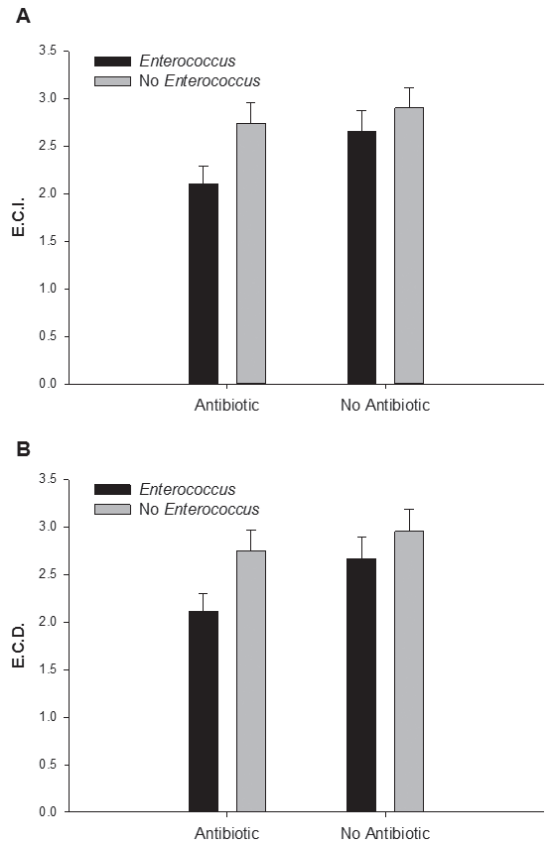 A
3.5
3.0
2.5
2.0
1.5
1.0
0.5
0.0
E.C.I.
Enterococcus
No Enterococcus
Antibiotic
No Antibiotic
B
3.5
3.0
2.5
2.0
1.5
1.0
0.5
0.0
E.C.D.
Enterococcus
No Enterococcus
Antibiotic
No Antibiotic